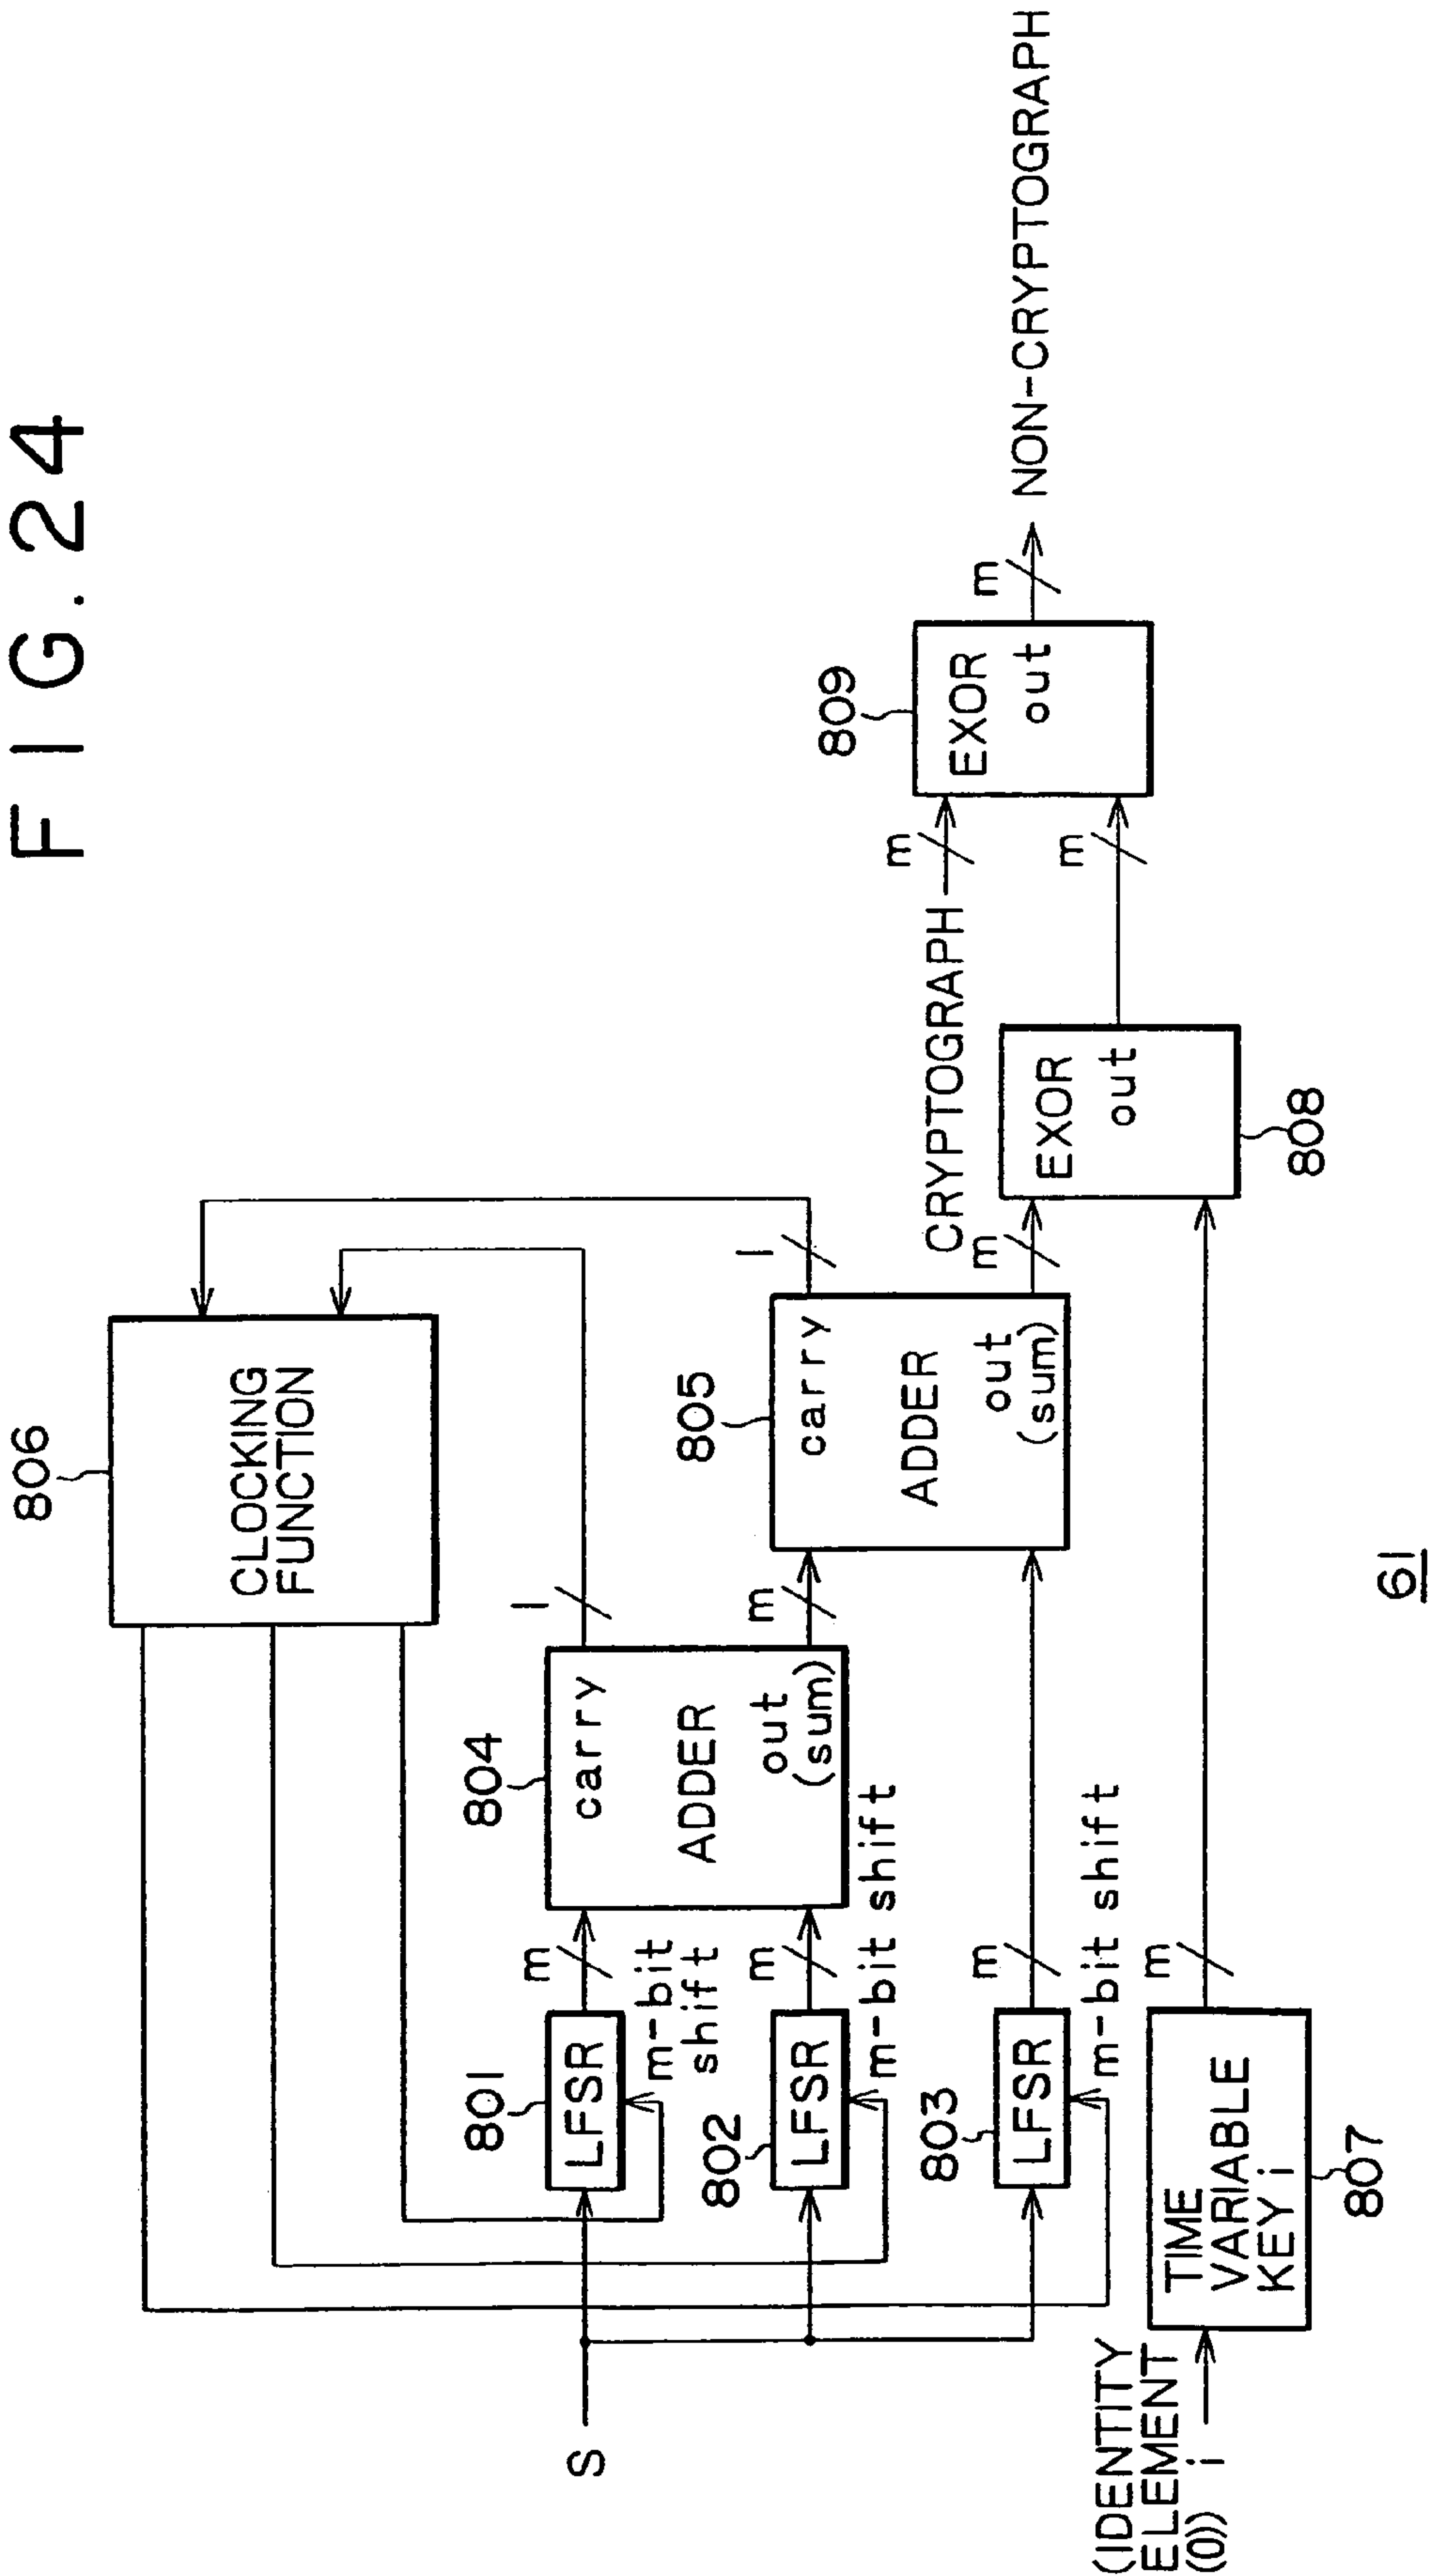 FIG. 24
806
CLOCKING
FUNCTION
l
l
804
carry
ADDER
out
(sum)
805
carry
ADDER
out
(sum)
S
801
LFSR
m
m-bit
shift
802
LFSR
m
m-bit shift
m
803
LFSR
m
m-bit shift
m
(IDENTITY
ELEMENT
(0)) i
TIME
VARIABLE
KEY i
807
m
EXOR
out
808
CRYPTOGRAPH
m
m
809
EXOR
out
m
NON-CRYPTOGRAPH
61